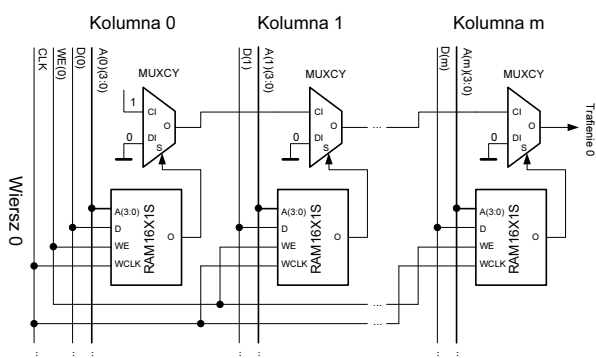 Kolumna 0
Kolumna 1
Kolumna m
CLK
WE(0)
D(0)
A(0)(3:0)
MUXCY
1
CI
O
0
DI
S
D(1)
A(1)(3:0)
MUXCY
CI
O
0
DI
S
...
D(m)
A(m)(3:0)
MUXCY
CI
O
0
DI
S
Trafienie 0
Wiersz 0
A(3:0)
D
WE
WCLK
RAM16X1S
O
A(3:0)
D
WE
WCLK
RAM16X1S
O
A(3:0)
D
WE
WCLK
RAM16X1S
O
...
...
...
...
...
...
...
...
...
...